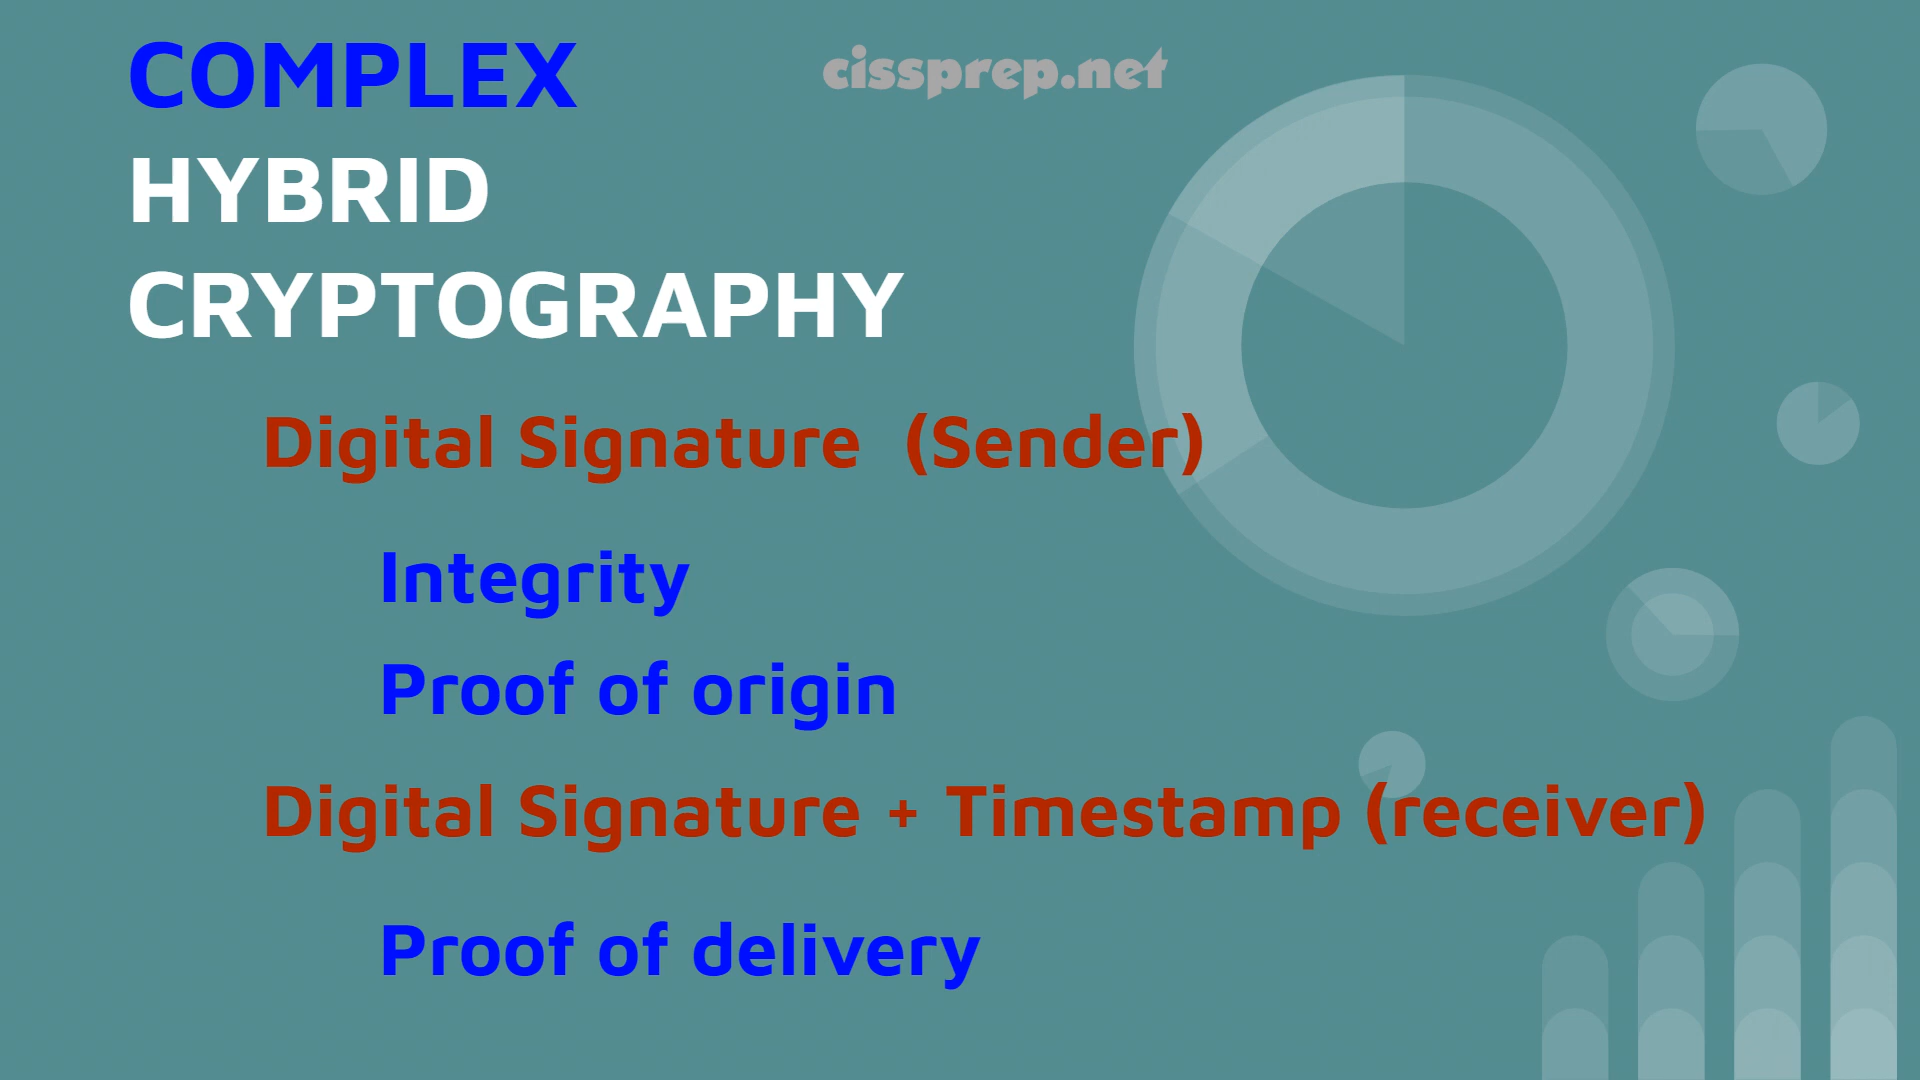 COMPLEX
cissprep.net
HYBRID
CRYPTOGRAPHY
Digital Signature (Sender)
Integrity
Proof of origin
Digital Signature + Timestamp (receiver)
Proof of delivery